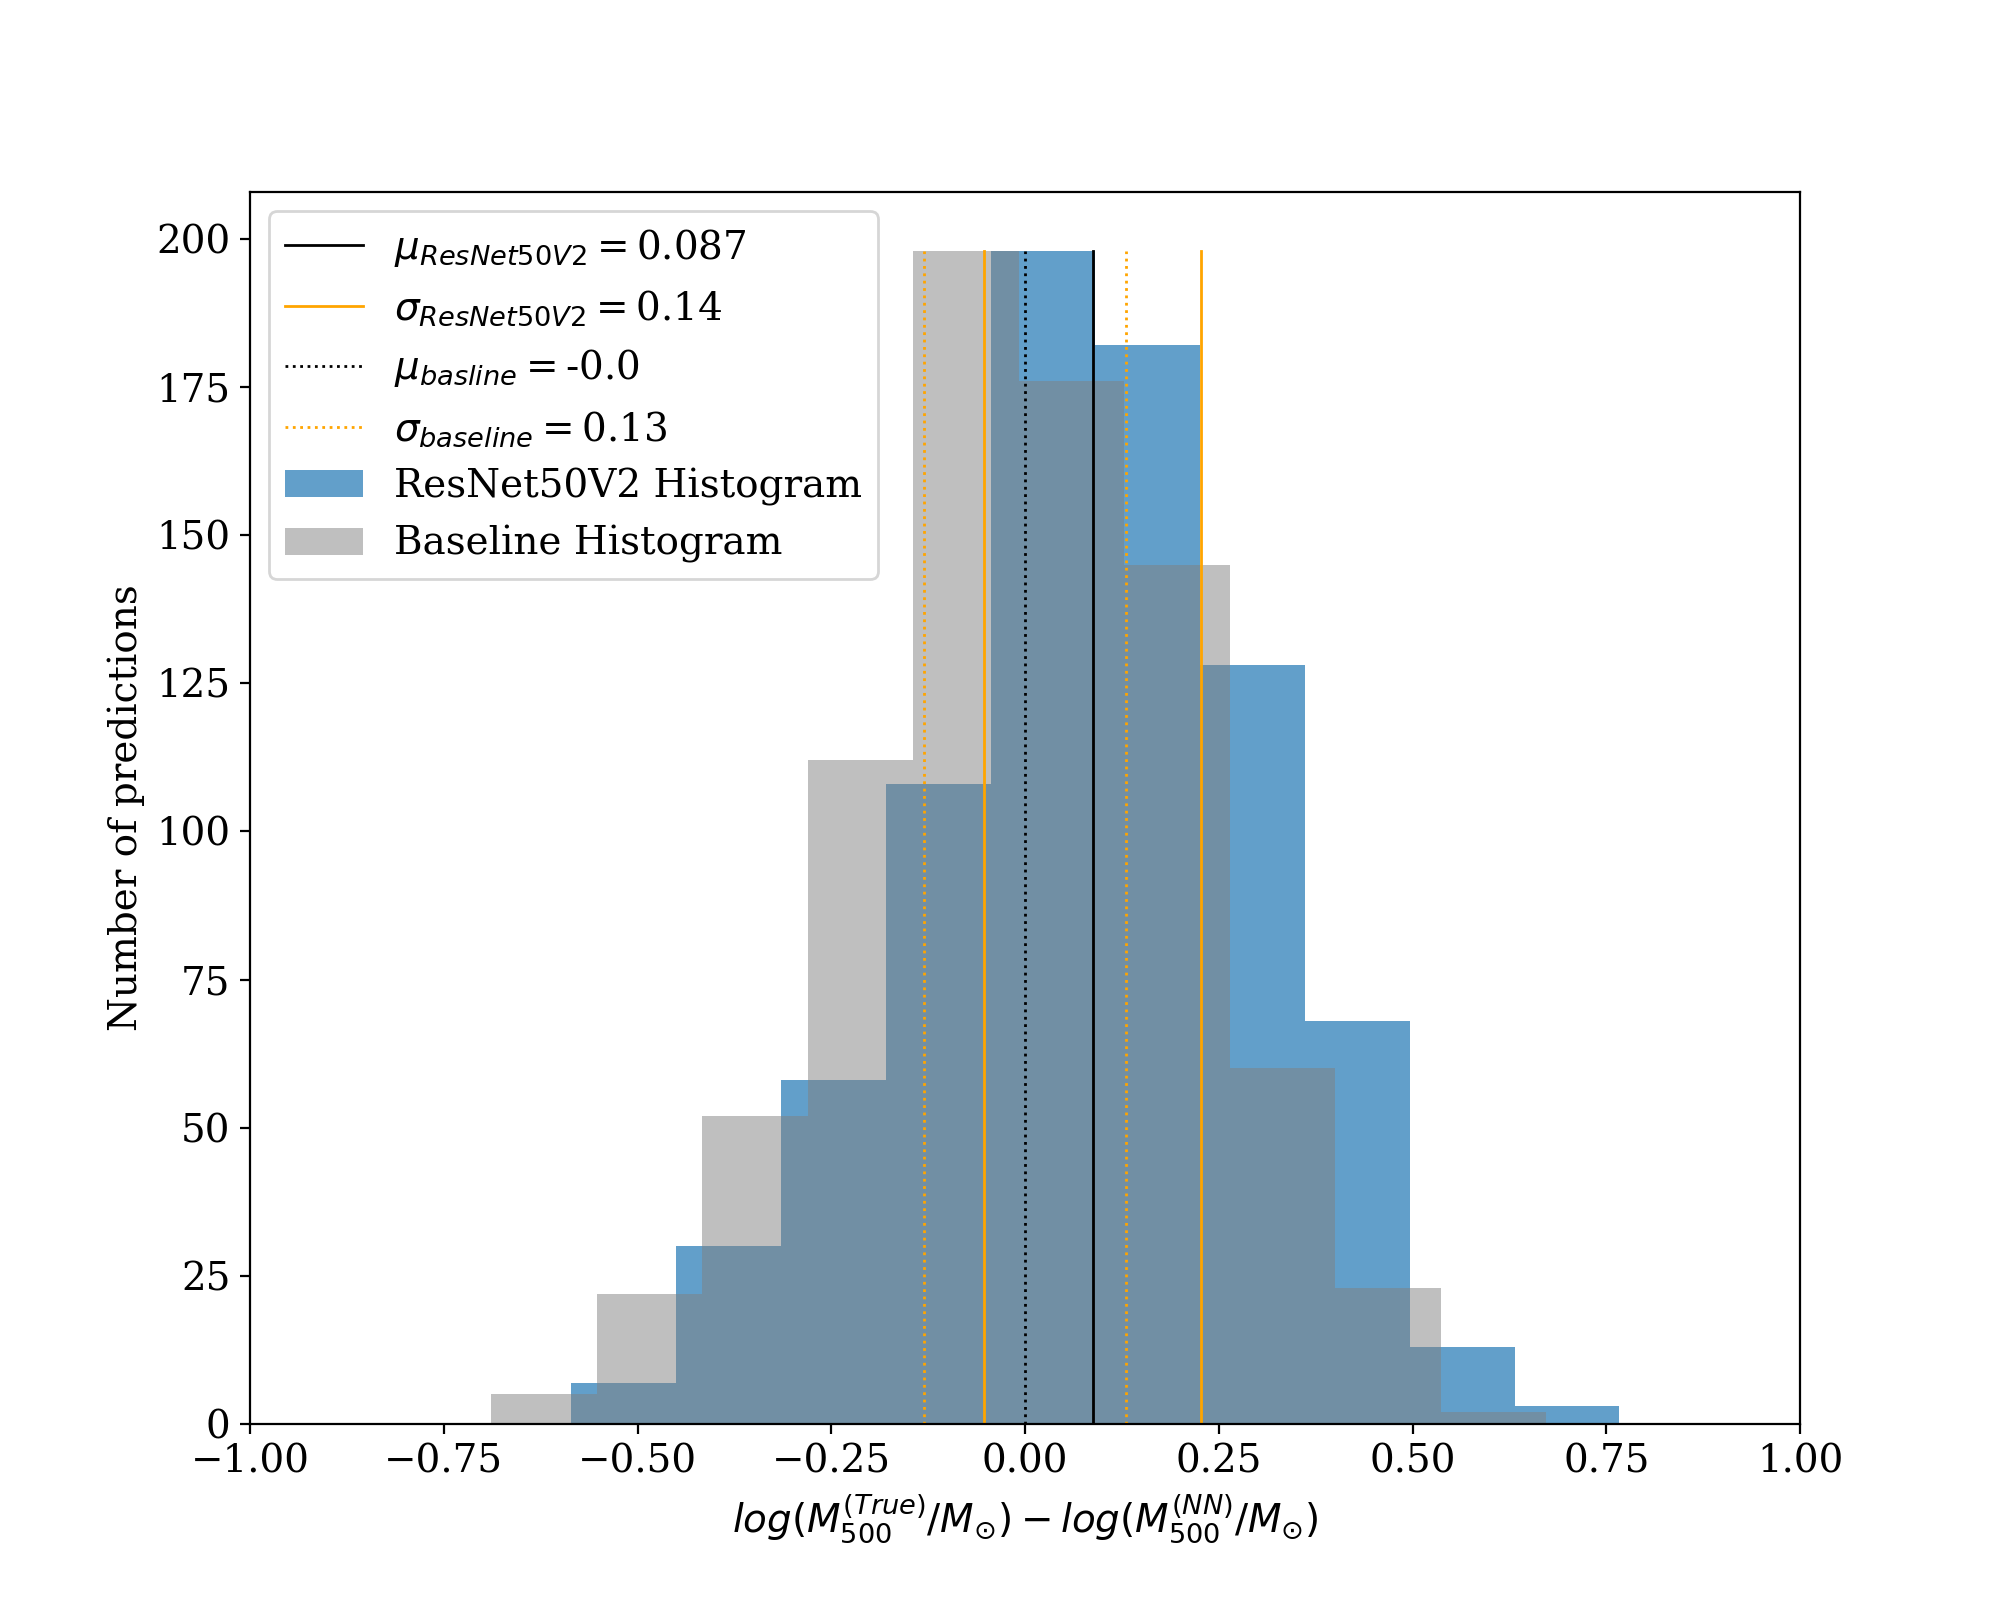 μ_ResNet50V2 = 0.087
σ_ResNet50V2 = 0.14
μ_basline = -0.0
σ_baseline = 0.13
ResNet50V2 Histogram
Baseline Histogram
Number of predictions
200
175
150
125
100
75
50
25
0
−1.00 −0.75 −0.50 −0.25 0.00 0.25 0.50 0.75 1.00
log(M_500^(True)/M_⊙) − log(M_500^(NN)/M_⊙)